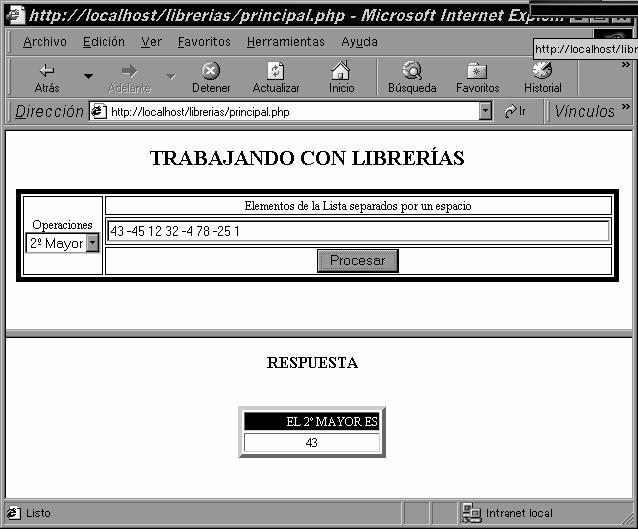 http://localhost/librerias/principal.php - Microsoft Internet Explorer
http://localhost/libr
Archivo Edición Ver Favoritos Herramientas Ayuda
Atrás Adelante Detener Actualizar Inicio Búsqueda Favoritos Historial »
Dirección http://localhost/librerias/principal.php Ir Vínculos »
TRABAJANDO CON LIBRERÍAS
Elementos de la Lista separados por un espacio
Operaciones
2º Mayor
43 -45 12 32 -4 78 -25 1
Procesar
RESPUESTA
EL 2º MAYOR ES
43
Listo Intranet local